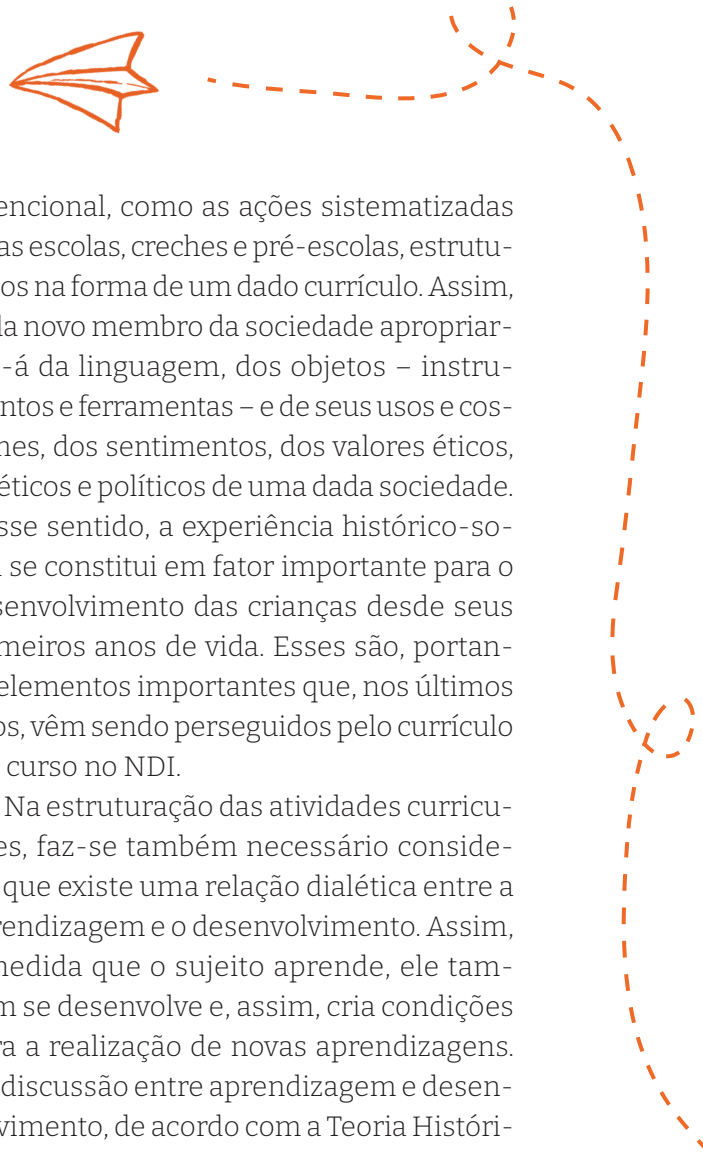 encional, como as ações sistematizadas
as escolas, creches e pré-escolas, estrutu-
os na forma de um dado currículo. Assim,
da novo membro da sociedade apropriar-
-á da linguagem, dos objetos – instru-
ntos e ferramentas – e de seus usos e cos-
nes, dos sentimentos, dos valores éticos,
éticos e políticos de uma dada sociedade.
sse sentido, a experiência histórico-so-
l se constitui em fator importante para o
senvolvimento das crianças desde seus
meiros anos de vida. Esses são, portan-
elementos importantes que, nos últimos
os, vêm sendo perseguidos pelo currículo
curso no NDI.
Na estruturação das atividades curricu-
es, faz-se também necessário conside-
que existe uma relação dialética entre a
rendizagem e o desenvolvimento. Assim,
medida que o sujeito aprende, ele tam-
m se desenvolve e, assim, cria condições
ra a realização de novas aprendizagens.
discussão entre aprendizagem e desen-
vimento, de acordo com a Teoria Históri-